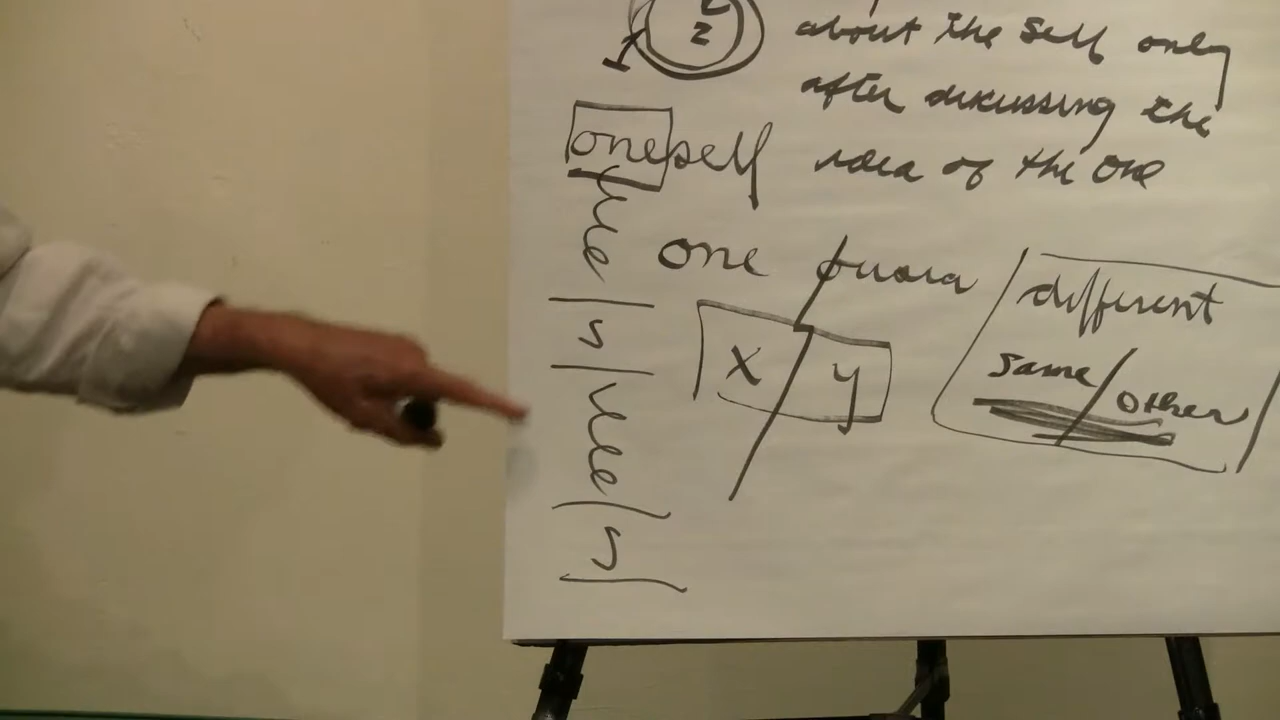 2
about the self only
after discussing the
oneself
idea of the one
one
different
x y
same/other
s
s